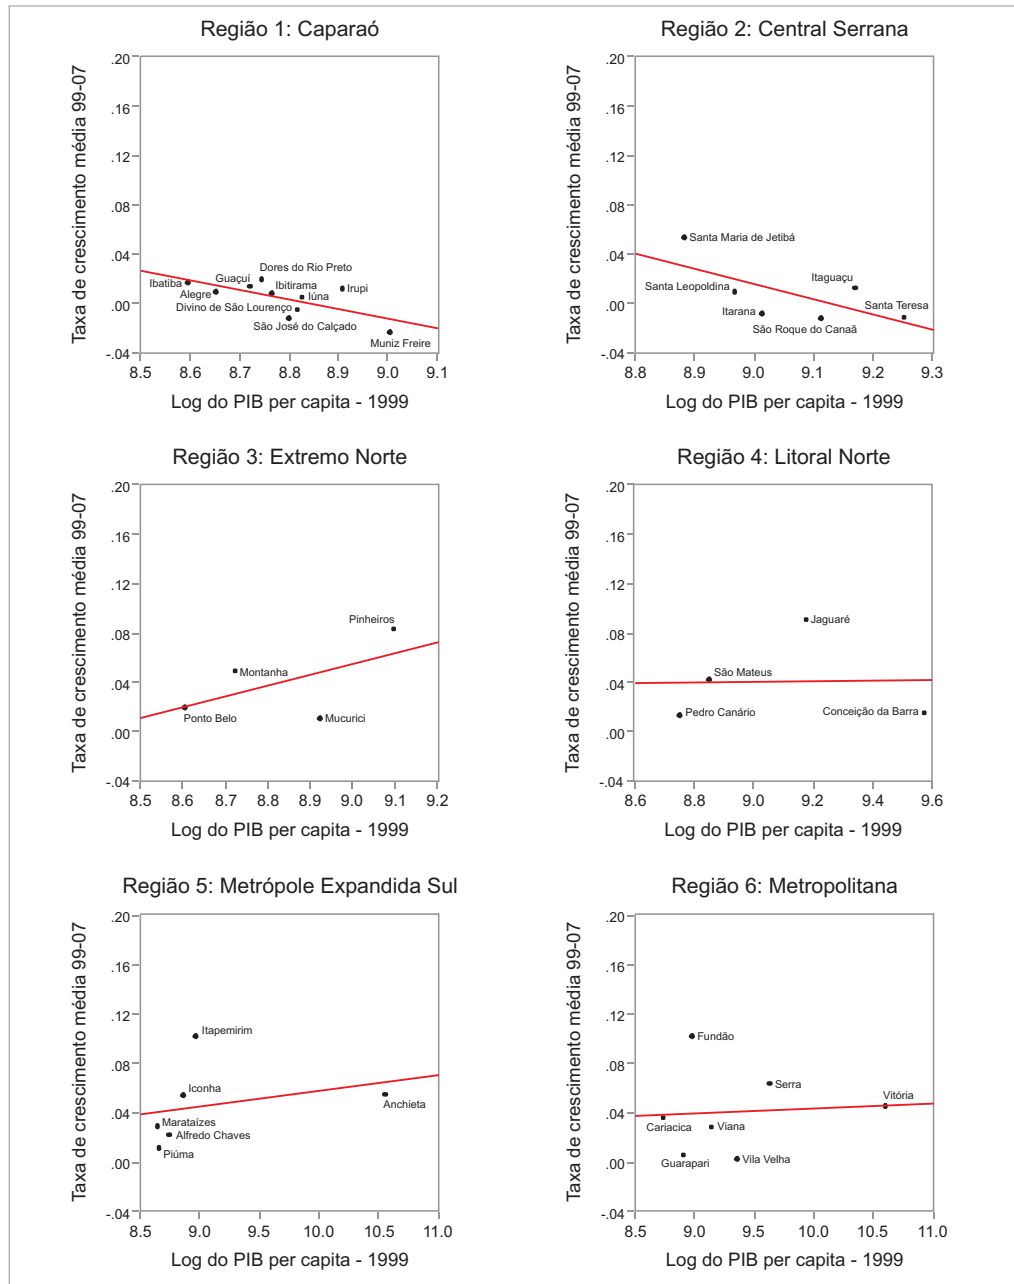 Região 1: Caparaó
Taxa de crescimento média 99-07
.20
.16
.12
.08
.04
.00
-.04
Dores do Rio Preto
Guaçuí
Ibatiba
Ibitirama
Irupi
Alegre
Iúna
Divino de São Lourenço
São José do Calçado
Muniz Freire
8.5 8.6 8.7 8.8 8.9 9.0 9.1
Log do PIB per capita - 1999
Região 2: Central Serrana
Taxa de crescimento média 99-07
.20
.16
.12
.08
.04
.00
-.04
Santa Maria de Jetibá
Itaguaçu
Santa Leopoldina
Santa Teresa
Itarana
São Roque do Canaã
8.8 8.9 9.0 9.1 9.2 9.3
Log do PIB per capita - 1999
Região 3: Extremo Norte
Taxa de crescimento média 99-07
.20
.16
.12
.08
.04
.00
-.04
Pinheiros
Montanha
Ponto Belo
Mucurici
8.5 8.6 8.7 8.8 8.9 9.0 9.1 9.2
Log do PIB per capita - 1999
Região 4: Litoral Norte
Taxa de crescimento média 99-07
.20
.16
.12
.08
.04
.00
-.04
Jaguaré
São Mateus
Pedro Canário
Conceição da Barra
8.6 8.8 9.0 9.2 9.4 9.6
Log do PIB per capita - 1999
Região 5: Metrópole Expandida Sul
Taxa de crescimento média 99-07
.20
.16
.12
.08
.04
.00
-.04
Itapemirim
Iconha
Anchieta
Marataízes
Alfredo Chaves
Piúma
8.5 9.0 9.5 10.0 10.5 11.0
Log do PIB per capita - 1999
Região 6: Metropolitana
Taxa de crescimento média 99-07
.20
.16
.12
.08
.04
.00
-.04
Fundão
Serra
Vitória
Cariacica
Viana
Guarapari
Vila Velha
8.5 9.0 9.5 10.0 10.5 11.0
Log do PIB per capita - 1999